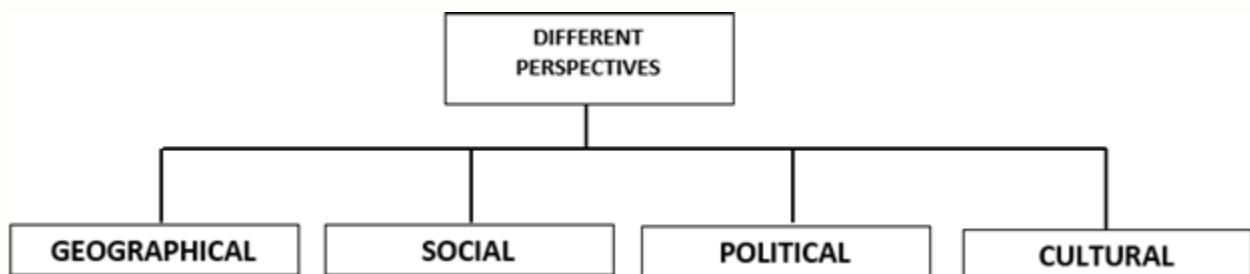 DIFFERENT
PERSPECTIVES
GEOGRAPHICAL
SOCIAL
POLITICAL
CULTURAL